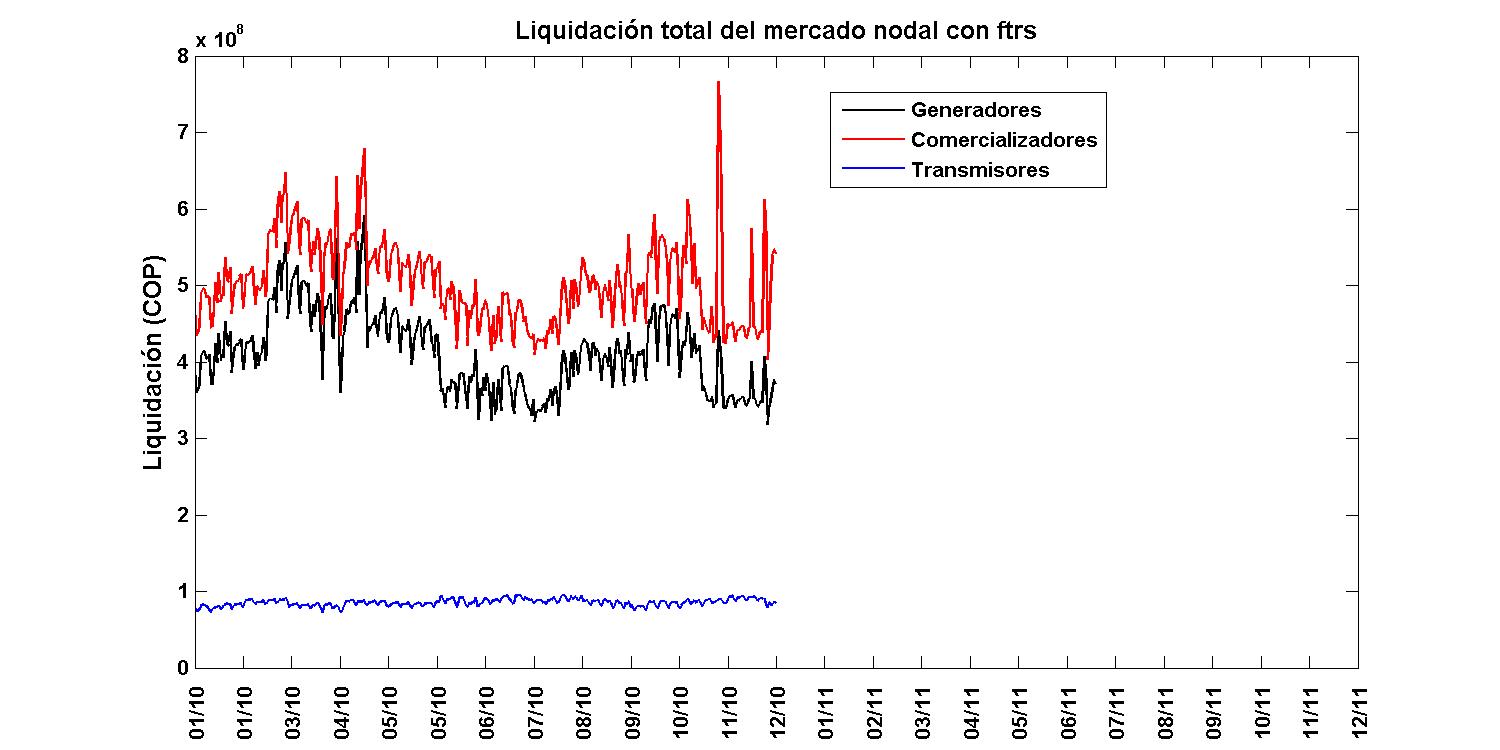 Liquidación total del mercado nodal con ftrs
x 10⁸
8
7
6
5
4
3
2
1
0
Liquidación (COP)
Generadores
Comercializadores
Transmisores
01/10 01/10 03/10 04/10 05/10 05/10 06/10 07/10 08/10 09/10 10/10 11/10 12/10 01/11 02/11 03/11 04/11 05/11 06/11 07/11 08/11 09/11 10/11 11/11 12/11